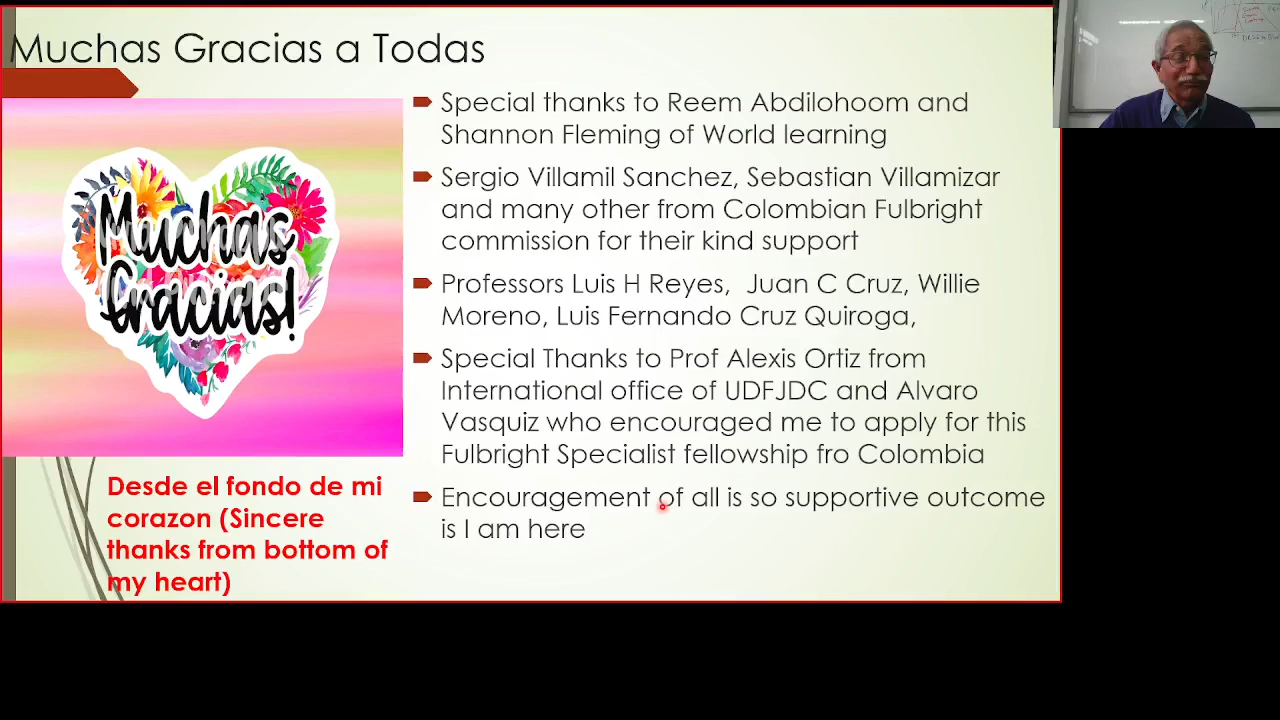 Muchas Gracias a Todas
Muchas
Gracias!
Desde el fondo de mi
corazon (Sincere
thanks from bottom of
my heart)
Special thanks to Reem Abdilohoom and
Shannon Fleming of World learning
Sergio Villamil Sanchez, Sebastian Villamizar
and many other from Colombian Fulbright
commission for their kind support
Professors Luis H Reyes, Juan C Cruz, Willie
Moreno, Luis Fernando Cruz Quiroga,
Special Thanks to Prof Alexis Ortiz from
International office of UDFJDC and Alvaro
Vasquiz who encouraged me to apply for this
Fulbright Specialist fellowship fro Colombia
Encouragement of all is so supportive outcome
is I am here